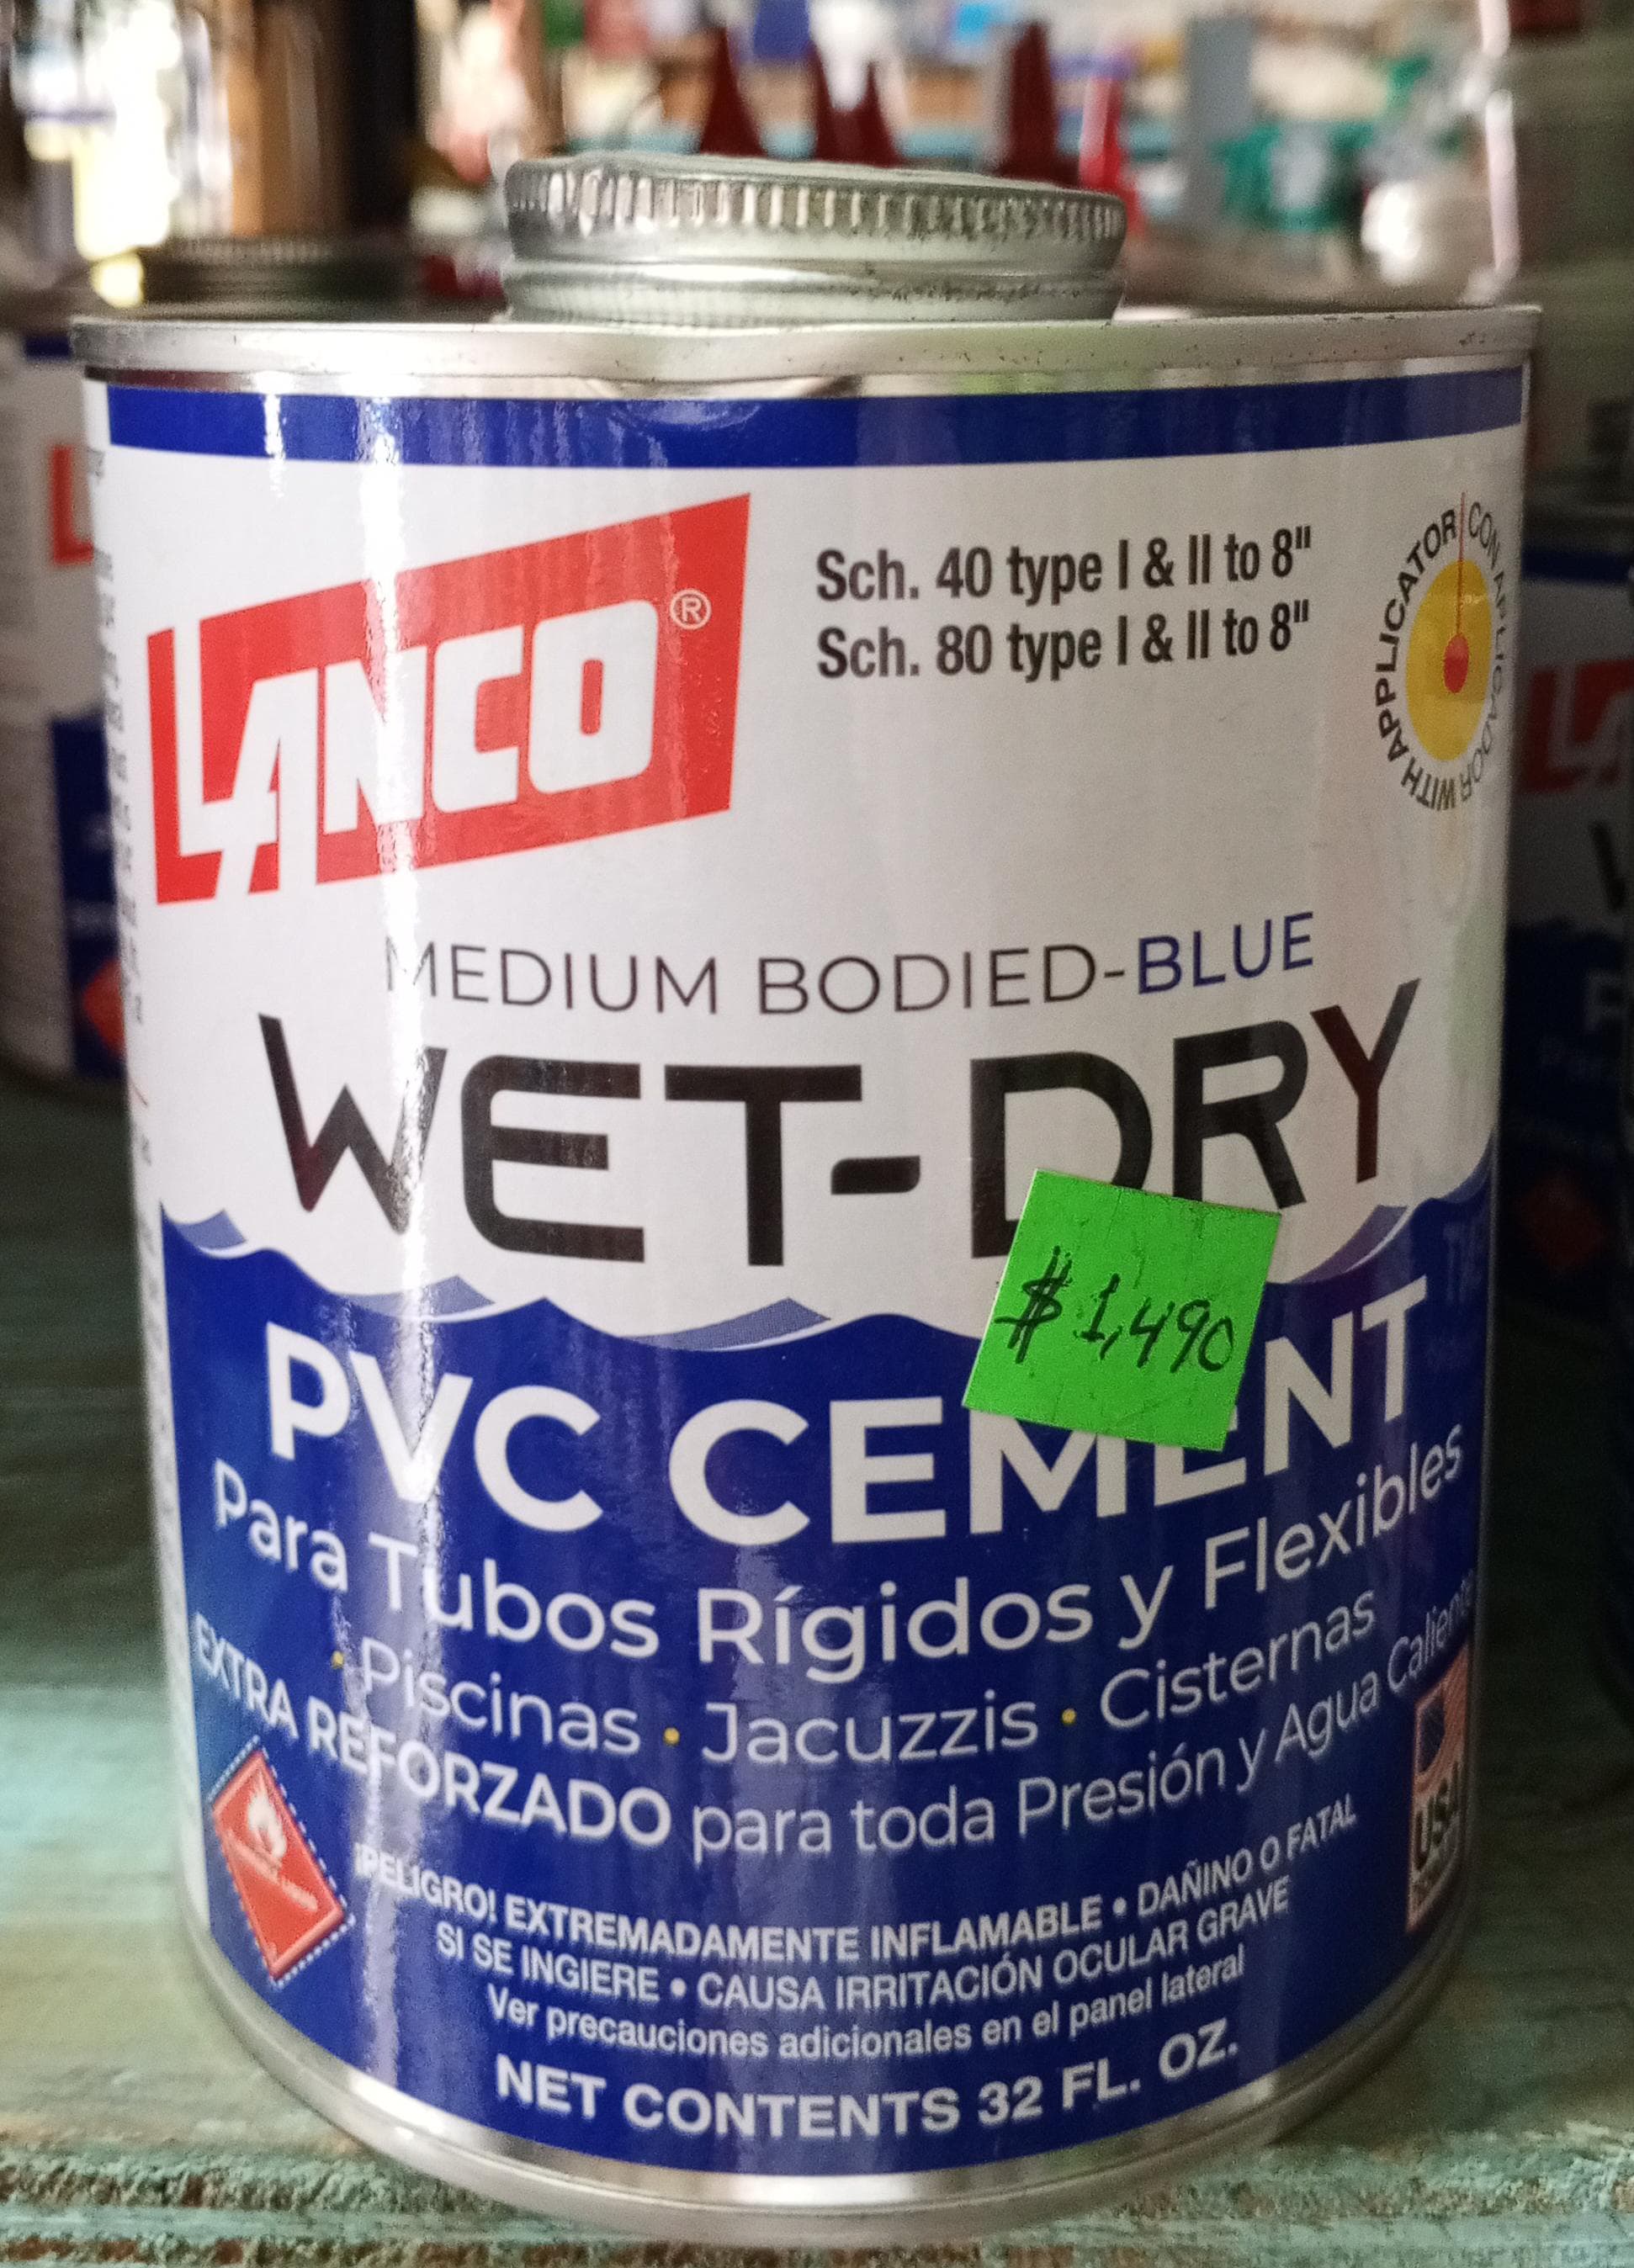 LANCO®
Sch. 40 type I & II to 8"
Sch. 80 type I & II to 8"
WITH APPLICATOR
CON APLICADOR
MEDIUM BODIED-BLUE
WET-DRY
$1,490
PVC CEMENT
Para Tubos Rígidos y Flexibles
• Piscinas • Jacuzzis • Cisternas
EXTRA REFORZADO para toda Presión y Agua Caliente
USA
¡PELIGRO! EXTREMADAMENTE INFLAMABLE • DAÑINO O FATAL
SI SE INGIERE • CAUSA IRRITACIÓN OCULAR GRAVE
Ver precauciones adicionales en el panel lateral
NET CONTENTS 32 FL. OZ.